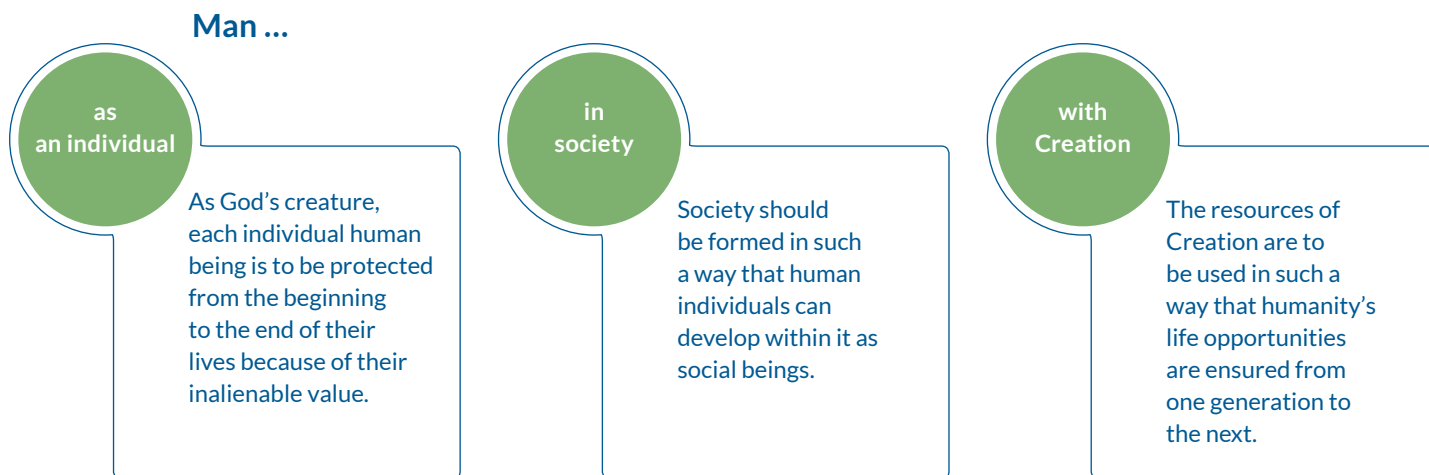 Man ...
as
an individual
As God’s creature,
each individual human
being is to be protected
from the beginning
to the end of their
lives because of their
inalienable value.
in
society
Society should
be formed in such
a way that human
individuals can
develop within it as
social beings.
with
Creation
The resources of
Creation are to
be used in such a
way that humanity’s
life opportunities
are ensured from
one generation to
the next.